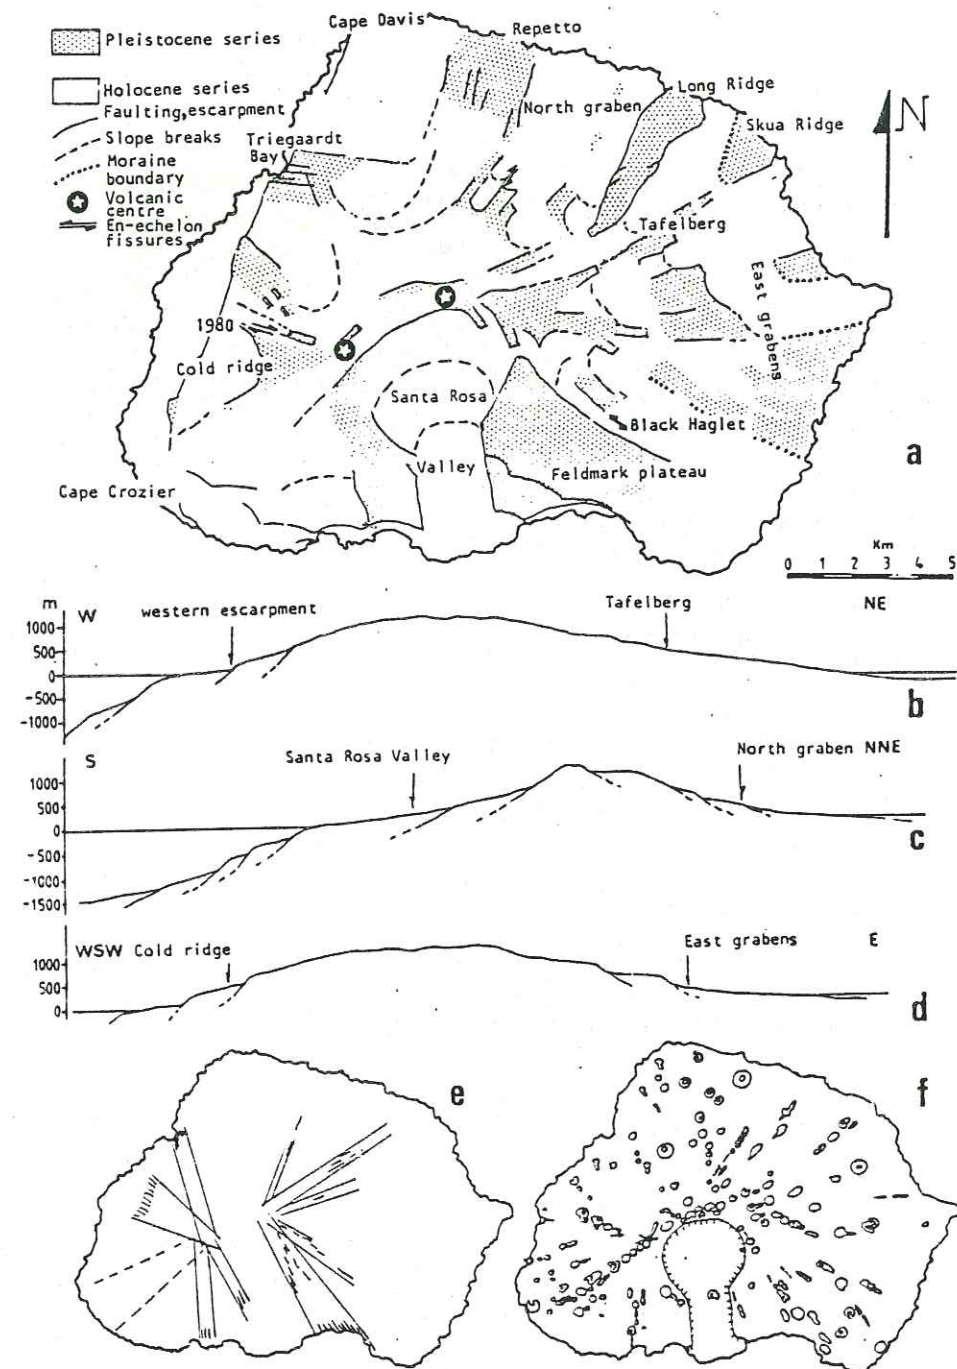 Pleistocene series
Holocene series
Faulting, escarpment
Slope breaks
Moraine
boundary
Volcanic
centre
En-echelon
fissures
Cape Davis
Repetto
North graben
Long Ridge
Skua Ridge
N
Triegaardt
Bay
Tafelberg
East grabens
1980
Cold ridge
Santa Rosa
Valley
Black Haglet
Feldmark plateau
Cape Crozier
a
Km
0 1 2 3 4 5
m
W
western escarpment
Tafelberg
NE
1000
500
0
-500
-1000
b
S
Santa Rosa Valley
North graben NNE
1000
500
0
-500
-1000
-1500
c
WSW Cold ridge
East grabens
E
1000
500
0
d
e
f